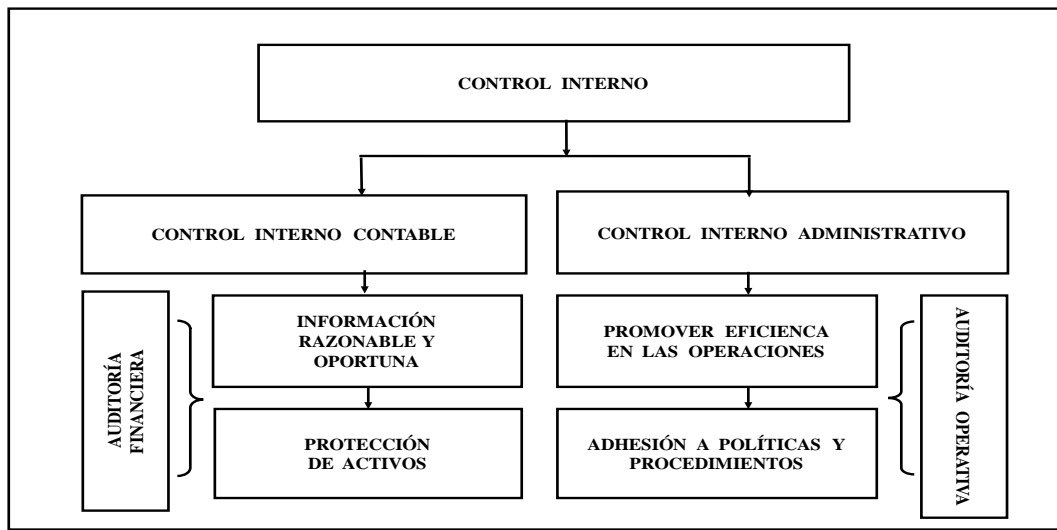 CONTROL INTERNO
CONTROL INTERNO CONTABLE
CONTROL INTERNO ADMINISTRATIVO
AUDITORÍA
FINANCIERA
INFORMACIÓN
RAZONABLE Y
OPORTUNA
PROMOVER EFICIENCA
EN LAS OPERACIONES
AUDITORÍA OPERATIVA
PROTECCIÓN
DE ACTIVOS
ADHESIÓN A POLÍTICAS Y
PROCEDIMIENTOS